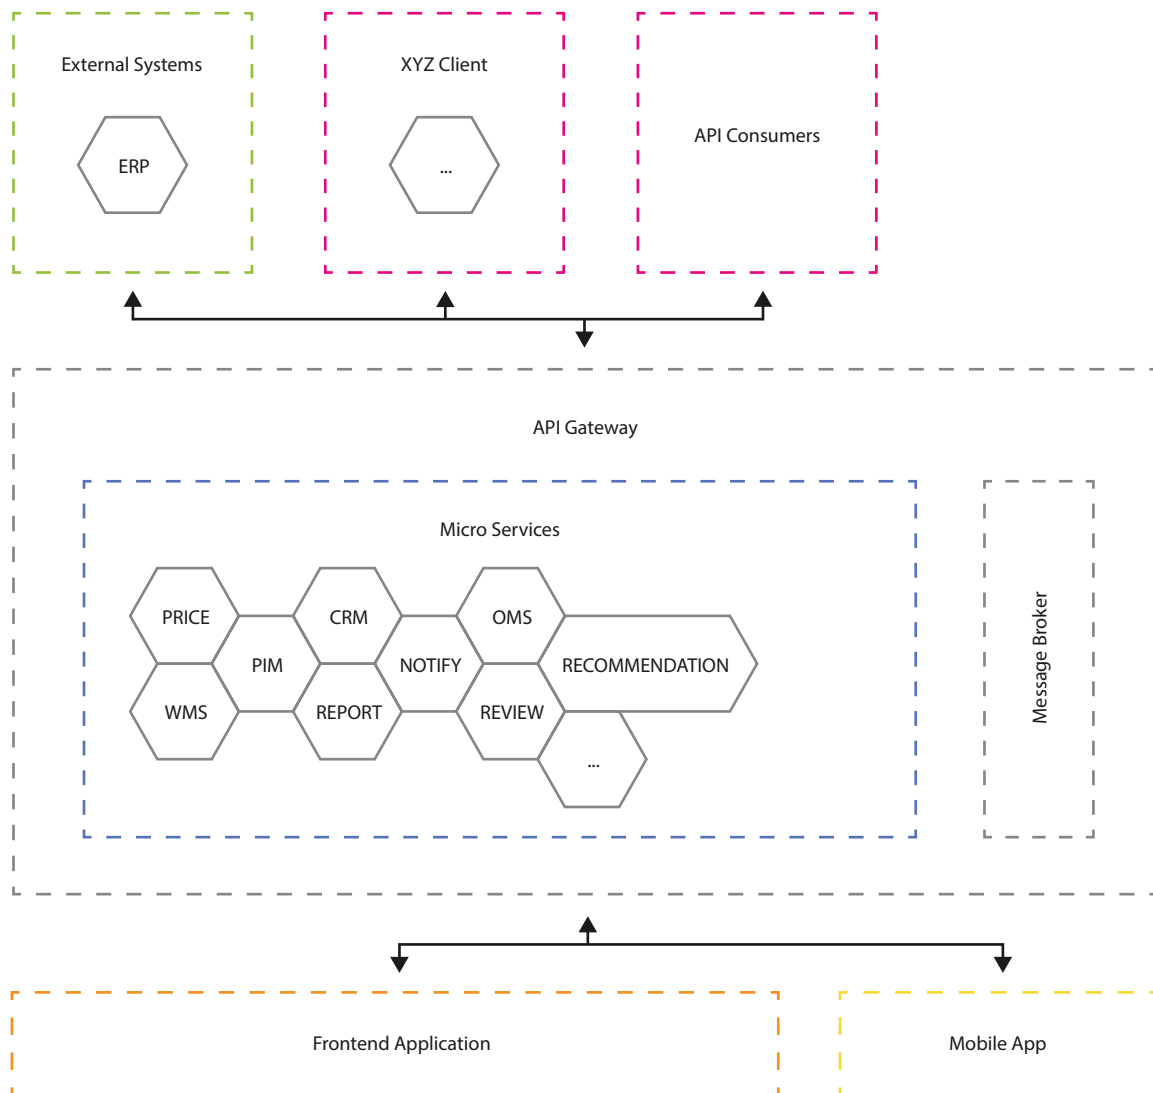 External Systems
XYZ Client
API Consumers
ERP
...
API Gateway
Micro Services
PRICE
CRM
OMS
PIM
NOTIFY
RECOMMENDATION
WMS
REPORT
REVIEW
...
Message Broker
Frontend Application
Mobile App